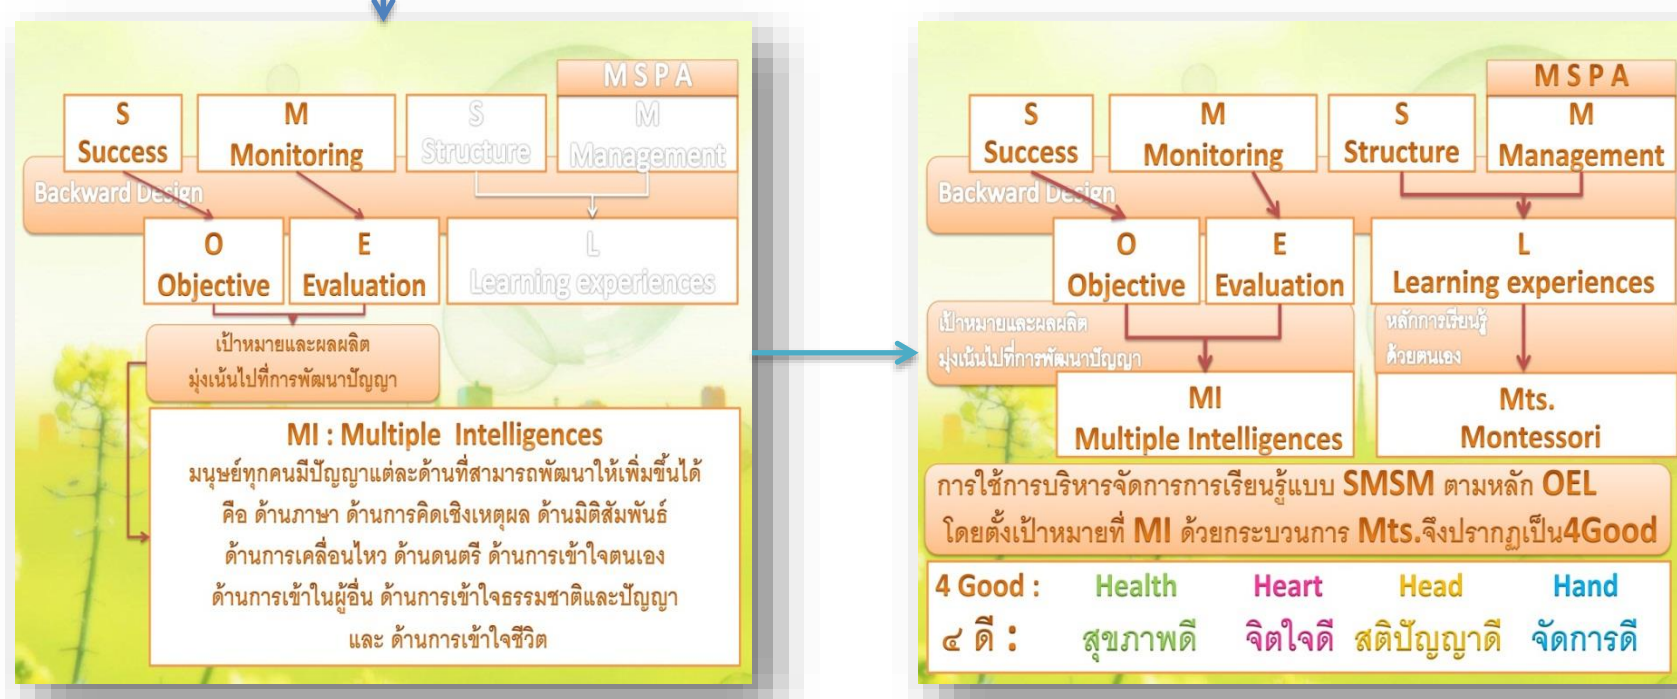 M S P A
S
Success
M
Monitoring
S
Structure
M
Management
Backward Design
O
Objective
E
Evaluation
L
Learning experiences
เป้าหมายและผลผลิต
มุ่งเน้นไปที่การพัฒนาปัญญา
MI : Multiple Intelligences
มนุษย์ทุกคนมีปัญญาแต่ละด้านที่สามารถพัฒนาให้เพิ่มขึ้นได้
คือ ด้านภาษา ด้านการคิดเชิงเหตุผล ด้านมิติสัมพันธ์
ด้านการเคลื่อนไหว ด้านดนตรี ด้านการเข้าใจตนเอง
ด้านการเข้าในผู้อื่น ด้านการเข้าใจธรรมชาติและปัญญา
และ ด้านการเข้าใจชีวิต
M S P A
S
Success
M
Monitoring
S
Structure
M
Management
Backward Design
O
Objective
E
Evaluation
L
Learning experiences
เป้าหมายและผลผลิต
มุ่งเน้นไปที่การพัฒนาปัญญา
หลักการเรียนรู้
ด้วยตนเอง
MI
Multiple Intelligences
Mts.
Montessori
การใช้การบริหารจัดการการเรียนรู้แบบ SMSM ตามหลัก OEL
โดยตั้งเป้าหมายที่ MI ด้วยกระบวนการ Mts.จึงปรากฏเป็น4Good
4 Good : Health Heart Head Hand
๔ ดี : สุขภาพดี จิตใจดี สติปัญญาดี จัดการดี